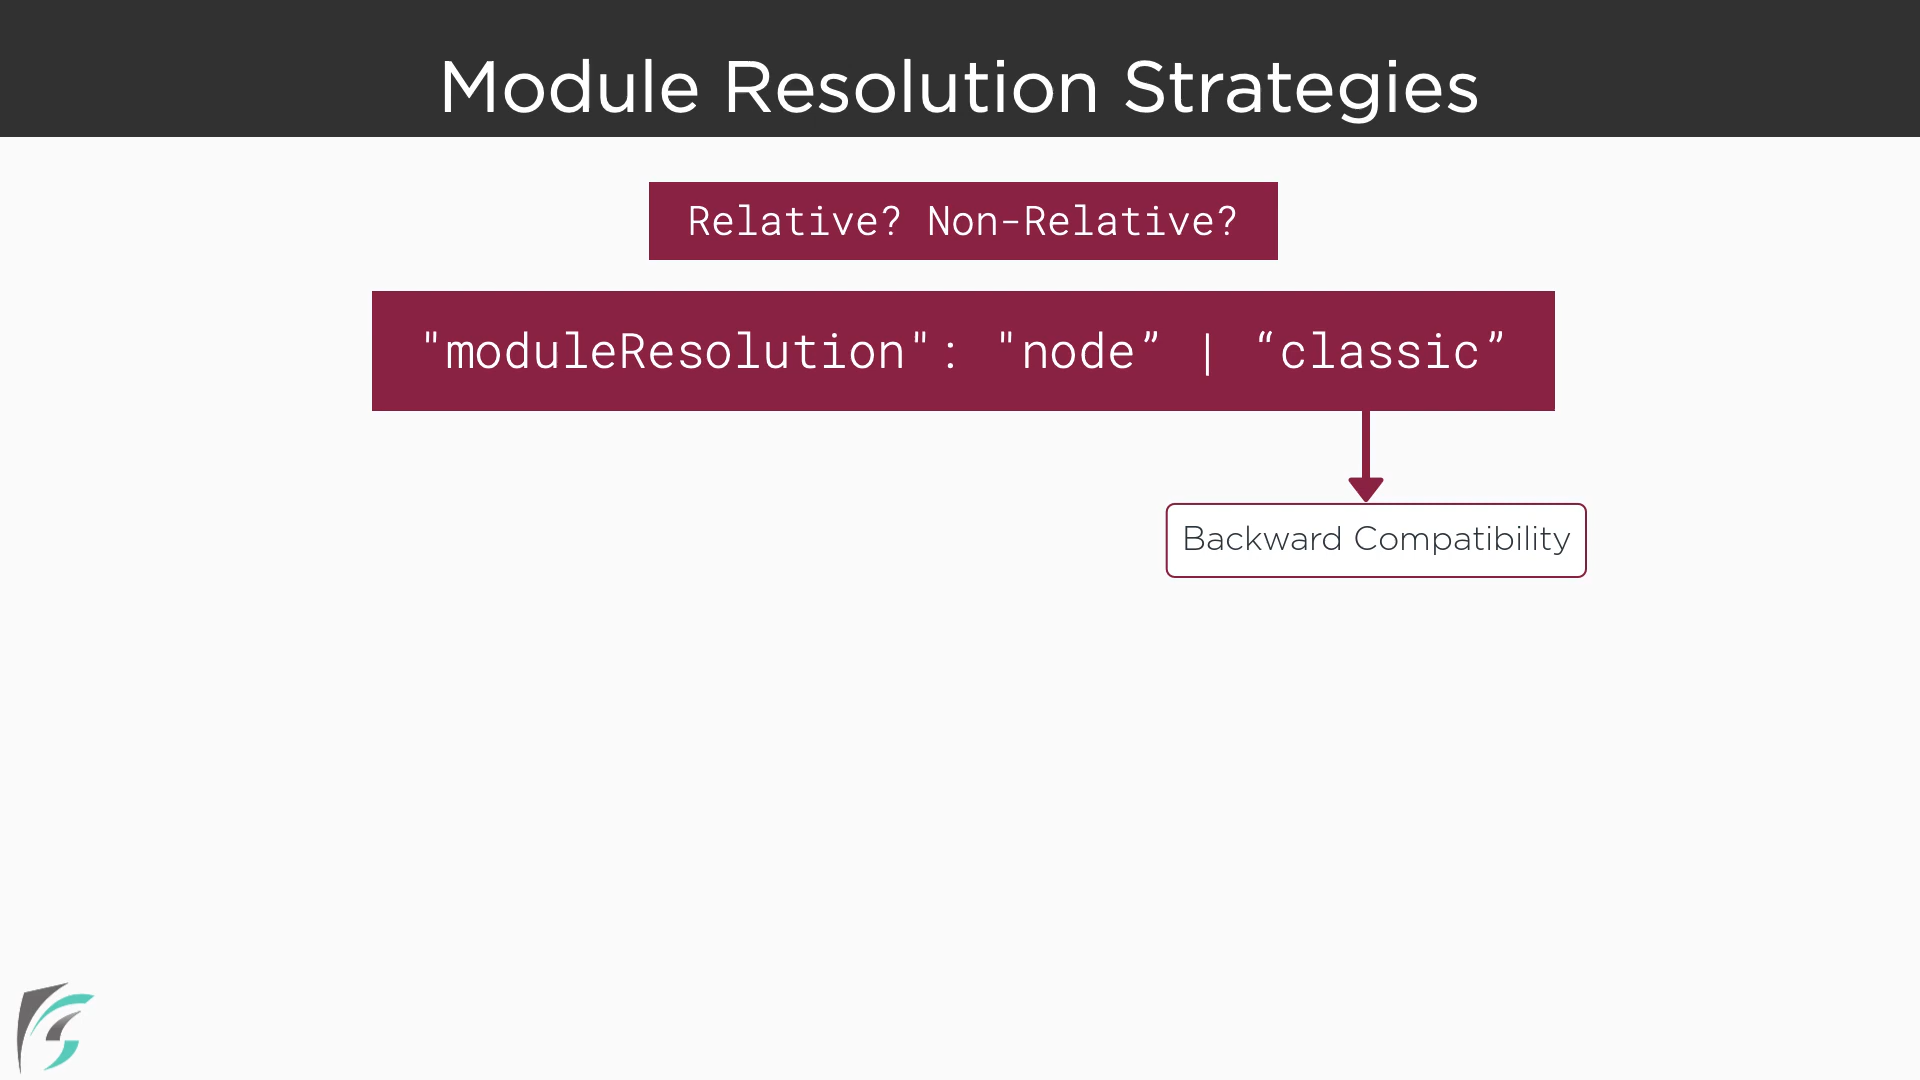 Module Resolution Strategies
Relative? Non-Relative?
"moduleResolution": "node” | “classic”
Backward Compatibility